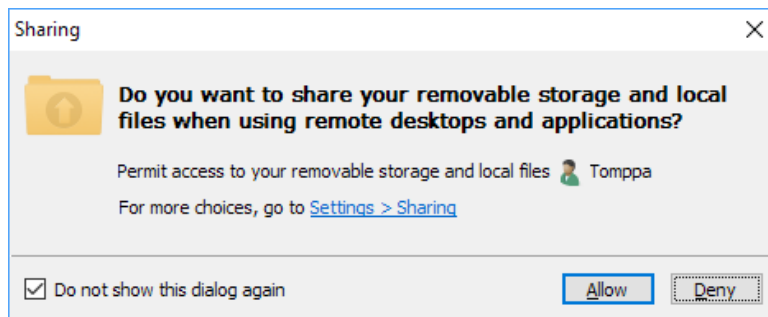 Sharing
Do you want to share your removable storage and local
files when using remote desktops and applications?
Permit access to your removable storage and local files Tomppa
For more choices, go to Settings > Sharing
Do not show this dialog again
Allow
Deny